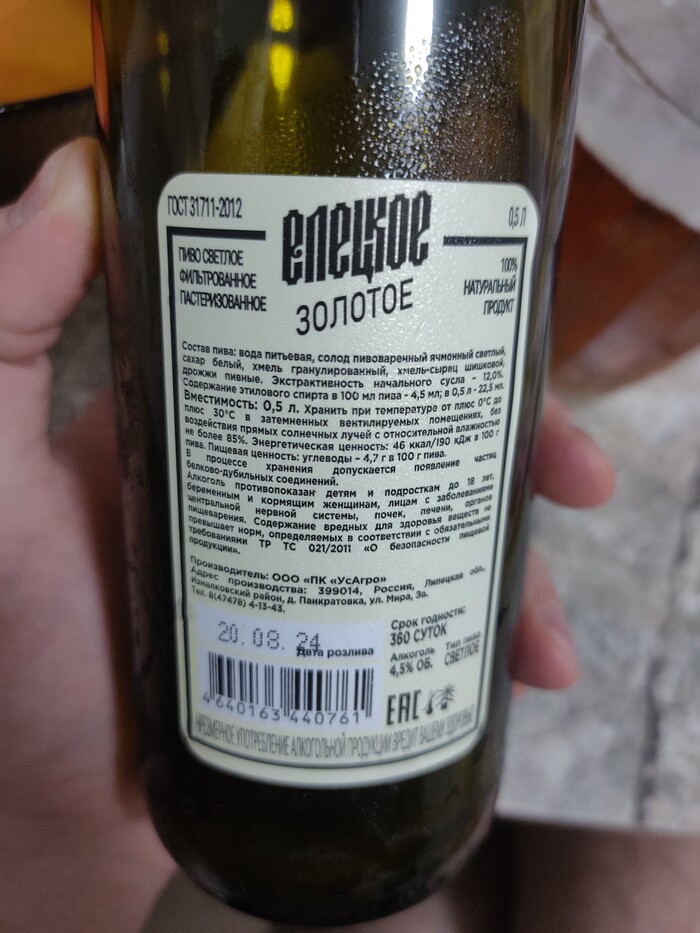 ГОСТ 31711-2012
елецкое
0,5 Л
ЗОЛОТОЕ
ПИВО СВЕТЛОЕ
ФИЛЬТРОВАННОЕ
ПАСТЕРИЗОВАННОЕ
100%
НАТУРАЛЬНЫЙ
ПРОДУКТ
Состав пива: вода питьевая, солод пивоваренный ячменный светлый,
сахар белый, хмель гранулированный, хмель-сырец шишковой,
дрожжи пивные. Экстрактивность начального сусла - 12,0%.
Содержание этилового спирта в 100 мл пива - 4,5 мл; в 0,5 л - 22,5 мл.
Вместимость: 0,5 л. Хранить при температуре от плюс 0°С до
плюс 30°С в затемненных вентилируемых помещениях, без
воздействия прямых солнечных лучей с относительной влажностью
не более 85%. Энергетическая ценность: 46 ккал/190 кДж в 100 г
пива. Пищевая ценность: углеводы - 4,7 г в 100 г пива.
В процессе хранения допускается появление частиц
белково-дубильных соединений.
Алкоголь противопоказан детям и подросткам до 18 лет,
беременным и кормящим женщинам, лицам с заболеваниями
центральной нервной системы, почек, печени, органов
пищеварения. Содержание вредных для здоровья веществ не
превышает норм, определяемых в соответствии с обязательными
требованиями ТР ТС 021/2011 «О безопасности пищевой
продукции».
Производитель: ООО «ПК «УсАгро»
Адрес производства: 399014, Россия, Липецкая обл.,
Измалковский район, д. Панкратовка, ул. Мира, 3а.
Тел. 8(47478) 4-13-43.
20.08.24
Дата розлива
Срок годности:
360 СУТОК
Алкоголь
4,5% ОБ.
Тип пива
СВЕТЛОЕ
4 640163 440761
EAC
ЧРЕЗМЕРНОЕ УПОТРЕБЛЕНИЕ АЛКОГОЛЬНОЙ ПРОДУКЦИИ ВРЕДИТ ВАШЕМУ ЗДОРОВЬЮ